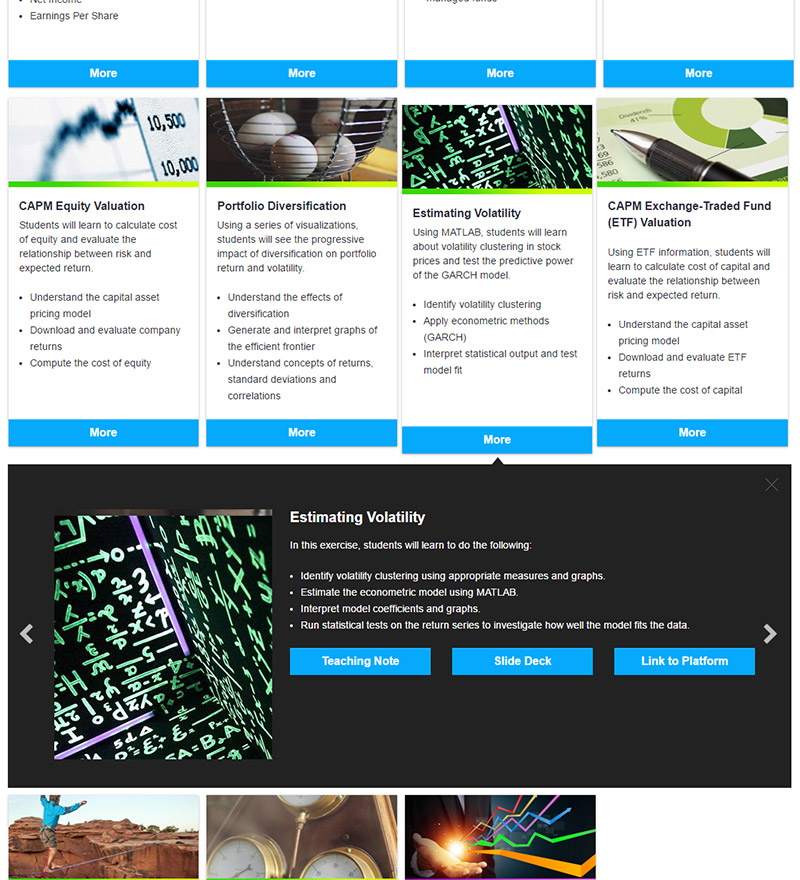 • Net Income
• Earnings Per Share
managed funds
More
More
More
More
10,500
10,000
Dividends
41%
CAPM Equity Valuation
Students will learn to calculate cost
of equity and evaluate the
relationship between risk and
expected return.
• Understand the capital asset
pricing model
• Download and evaluate company
returns
• Compute the cost of equity
More
Portfolio Diversification
Using a series of visualizations,
students will see the progressive
impact of diversification on portfolio
return and volatility.
• Understand the effects of
diversification
• Generate and interpret graphs of
the efficient frontier
• Understand concepts of returns,
standard deviations and
correlations
More
Estimating Volatility
Using MATLAB, students will learn
about volatility clustering in stock
prices and test the predictive power
of the GARCH model.
• Identify volatility clustering
• Apply econometric methods
(GARCH)
• Interpret statistical output and test
model fit
More
CAPM Exchange-Traded Fund
(ETF) Valuation
Using ETF information, students will
learn to calculate cost of capital and
evaluate the relationship between
risk and expected return.
• Understand the capital asset
pricing model
• Download and evaluate ETF
returns
• Compute the cost of capital
More
Estimating Volatility
In this exercise, students will learn to do the following:
• Identify volatility clustering using appropriate measures and graphs.
• Estimate the econometric model using MATLAB.
• Interpret model coefficients and graphs.
• Run statistical tests on the return series to investigate how well the model fits the data.
Teaching Note
Slide Deck
Link to Platform